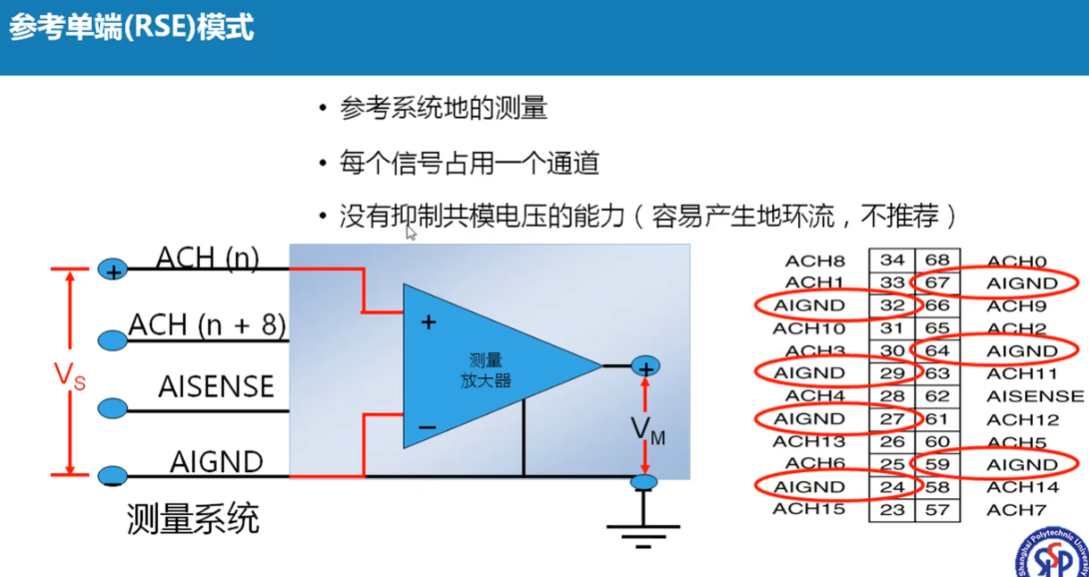 参考单端(RSE)模式
• 参考系统地的测量
• 每个信号占用一个通道
• 没有抑制共模电压的能力（容易产生地环流，不推荐）
ACH (n)
ACH (n + 8)
AISENSE
AIGND
VS
测量系统
+
+
−
测量
放大器
+
VM
ACH8 34 68 ACH0
ACH1 33 67 AIGND
AIGND 32 66 ACH9
ACH10 31 65 ACH2
ACH3 30 64 AIGND
AIGND 29 63 ACH11
ACH4 28 62 AISENSE
AIGND 27 61 ACH12
ACH13 26 60 ACH5
ACH6 25 59 AIGND
AIGND 24 58 ACH14
ACH15 23 57 ACH7
Shanghai Polytechnic University